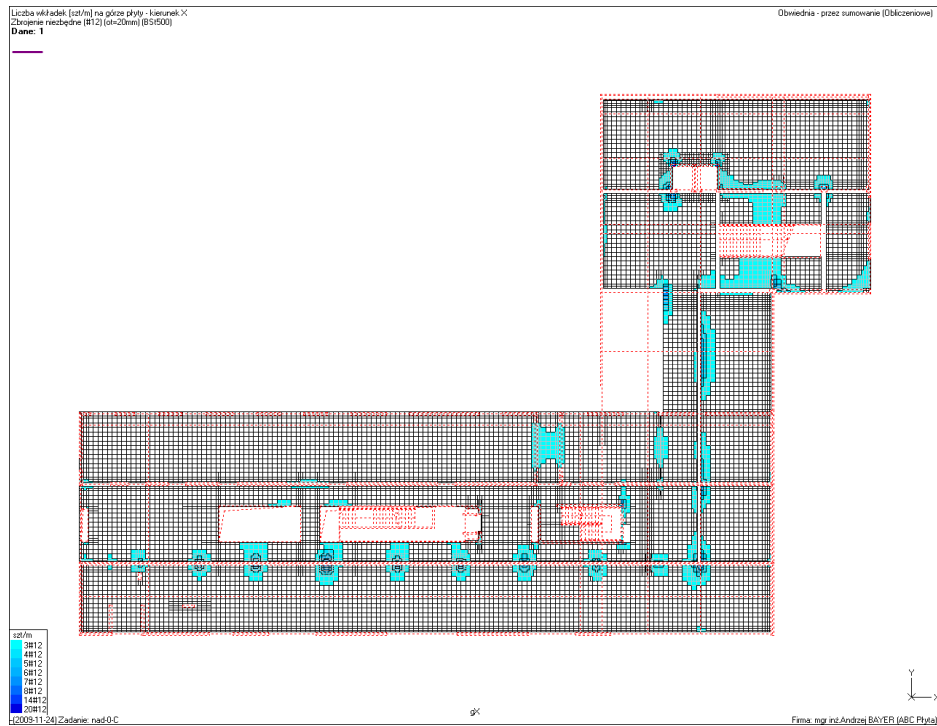 Liczba wkładek [szt/m] na górze płyty - kierunek X
Obwiednia - przez sumowanie (Obliczeniowe)
Zbrojenie niezbędne (#12) (ot=20mm) (BSt500)
Dane: 1
szt/m
3#12
4#12
5#12
6#12
7#12
8#12
14#12
20#12
Y
X
gX
-(2009-11-24) Zadanie: nad-0-C
Firma: mgr inż.Andrzej BAYER (ABC Płyta)